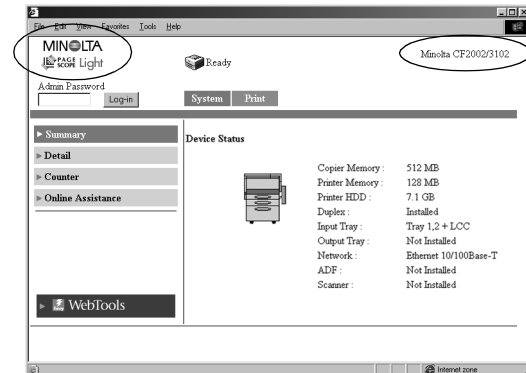 File Edit View Favorites Tools Help
MINOLTA
PAGE SCOPE Light
Ready
Minolta CF2002/3102
Admin Password
Log-in
System Print
Summary
Detail
Counter
Online Assistance
WebTools
Device Status
Copier Memory : 512 MB
Printer Memory : 128 MB
Printer HDD : 7.1 GB
Duplex : Installed
Input Tray : Tray 1,2 + LCC
Output Tray : Not Installed
Network : Ethernet 10/100Base-T
ADF : Not Installed
Scanner : Not Installed
Internet zone